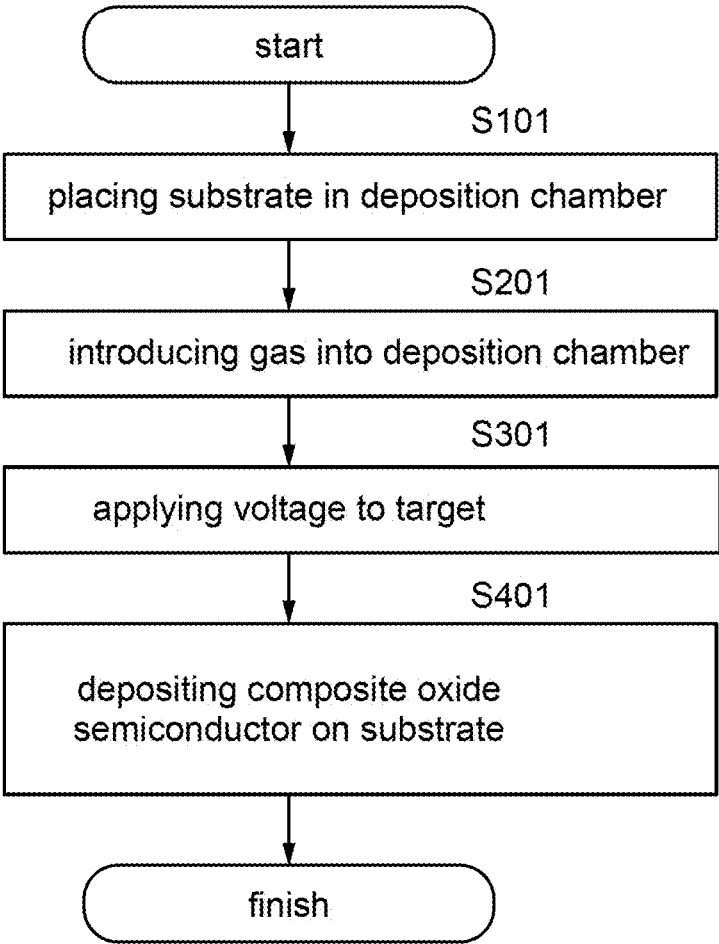 start
S101
placing substrate in deposition chamber
S201
introducing gas into deposition chamber
S301
applying voltage to target
S401
depositing composite oxide
semiconductor on substrate
finish